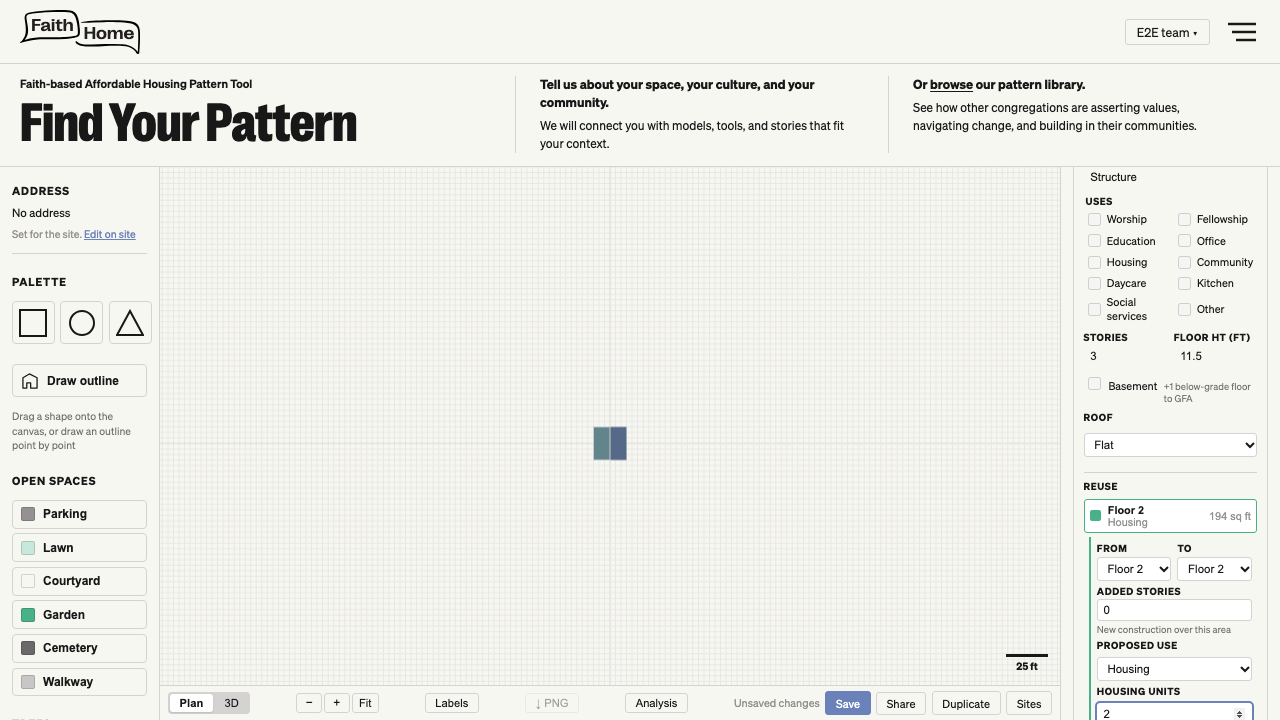 Faith
Home
E2E team ▾
Faith-based Affordable Housing Pattern Tool
Find Your Pattern
Tell us about your space, your culture, and your
community.
We will connect you with models, tools, and stories that fit
your context.
Or browse our pattern library.
See how other congregations are asserting values,
navigating change, and building in their communities.
ADDRESS
No address
Set for the site. Edit on site
PALETTE
Draw outline
Drag a shape onto the
canvas, or draw an outline
point by point
OPEN SPACES
Parking
Lawn
Courtyard
Garden
Cemetery
Walkway
25 ft
Plan
3D
−
+
Fit
Labels
↓ PNG
Analysis
Unsaved changes
Save
Share
Duplicate
Sites
Structure
USES
Worship
Fellowship
Education
Office
Housing
Community
Daycare
Kitchen
Social
services
Other
STORIES
FLOOR HT (FT)
3
11.5
Basement
+1 below-grade floor
to GFA
ROOF
Flat
REUSE
Floor 2
Housing
194 sq ft
FROM
TO
Floor 2
Floor 2
ADDED STORIES
0
New construction over this area
PROPOSED USE
Housing
HOUSING UNITS
2